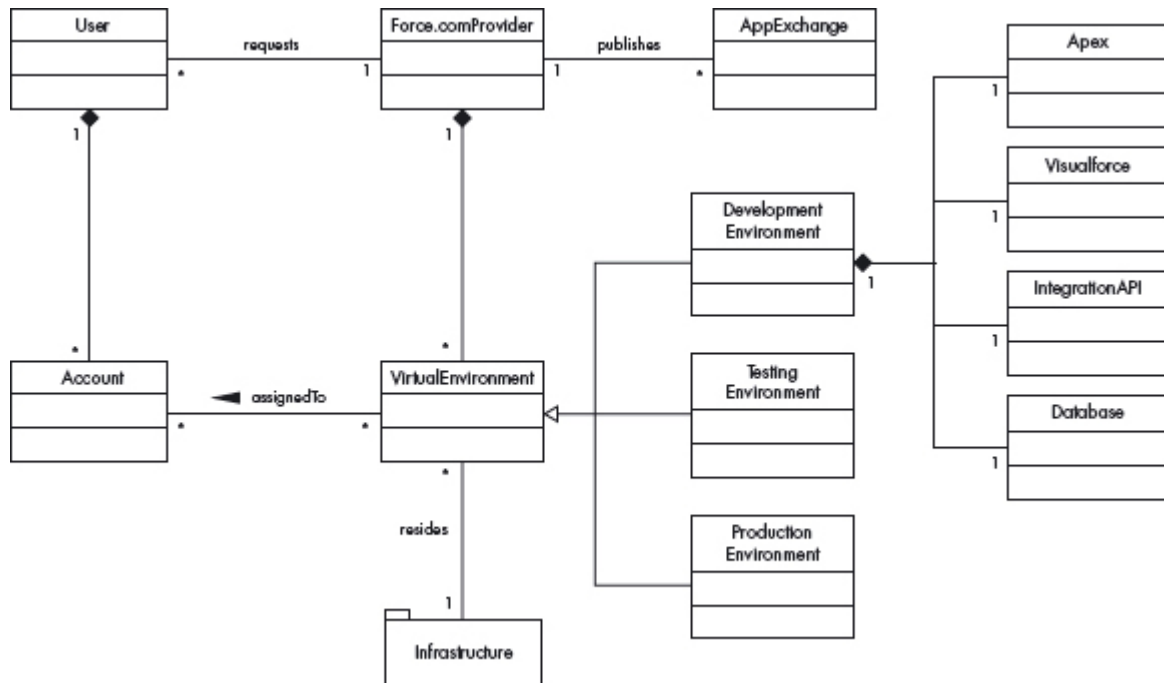 User
Force.comProvider
AppExchange
Apex
requests
publishes
*
1
1
*
1
1
1
Visualforce
Development
Environment
1
1
IntegrationAPI
1
*
*
Account
VirtualEnvironment
Testing
Environment
Database
assignedTo
*
*
1
*
resides
Production
Environment
1
Infrastructure